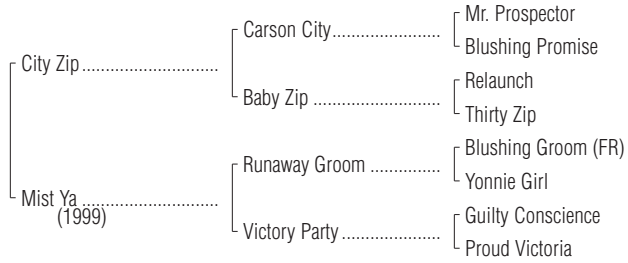 Mr. Prospector
Carson City....................
Blushing Promise
City Zip .........................
Relaunch
Baby Zip .......................
Thirty Zip
Blushing Groom (FR)
Runaway Groom .............
Yonnie Girl
Mist Ya .........................
(1999)
Guilty Conscience
Victory Party..................
Proud Victoria